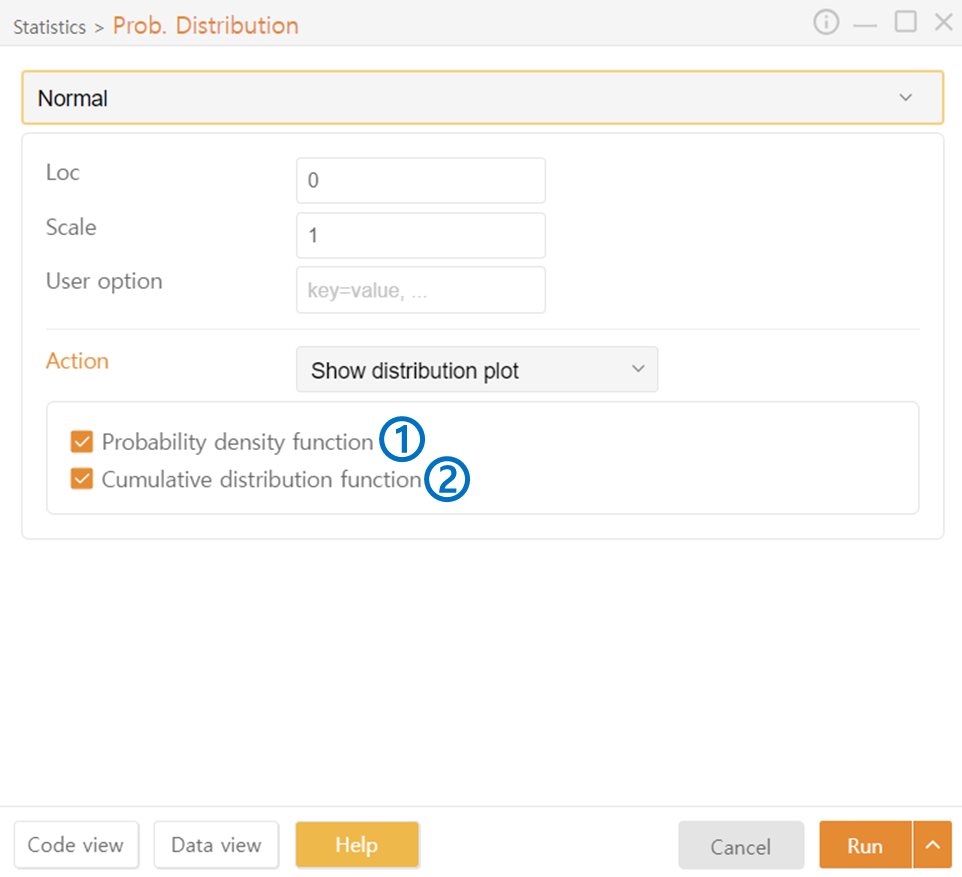 Statistics > Prob. Distribution
Normal
Loc 0
Scale 1
User option key=value, ...
Action Show distribution plot
Probability density function ①
Cumulative distribution function ②
Code view Data view Help Cancel Run